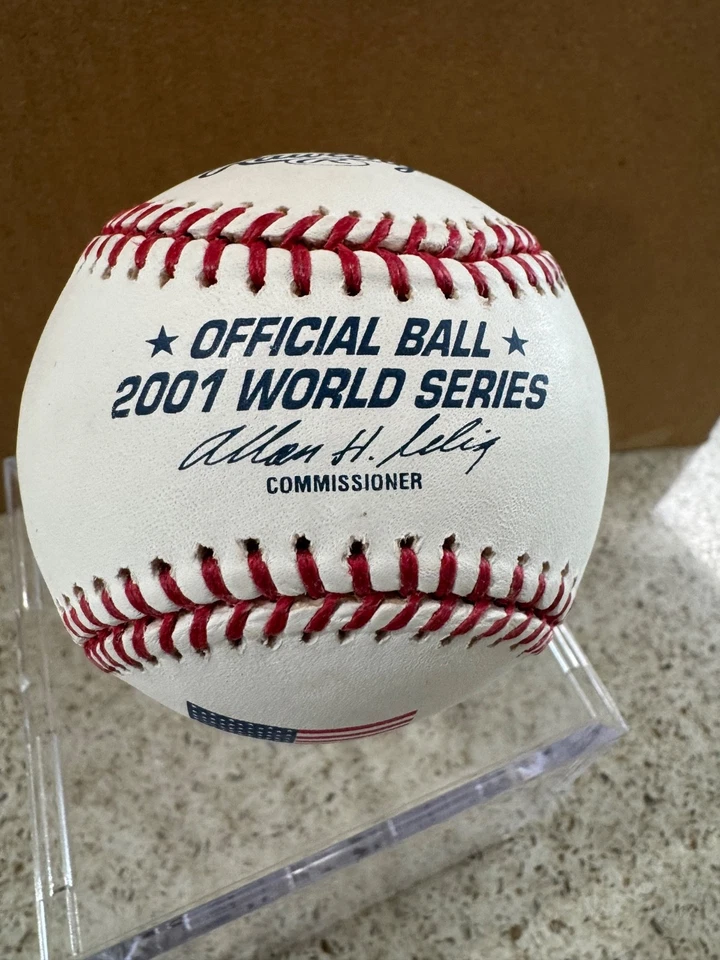 ★ OFFICIAL BALL ★
2001 WORLD SERIES
Allan H. Selig
COMMISSIONER